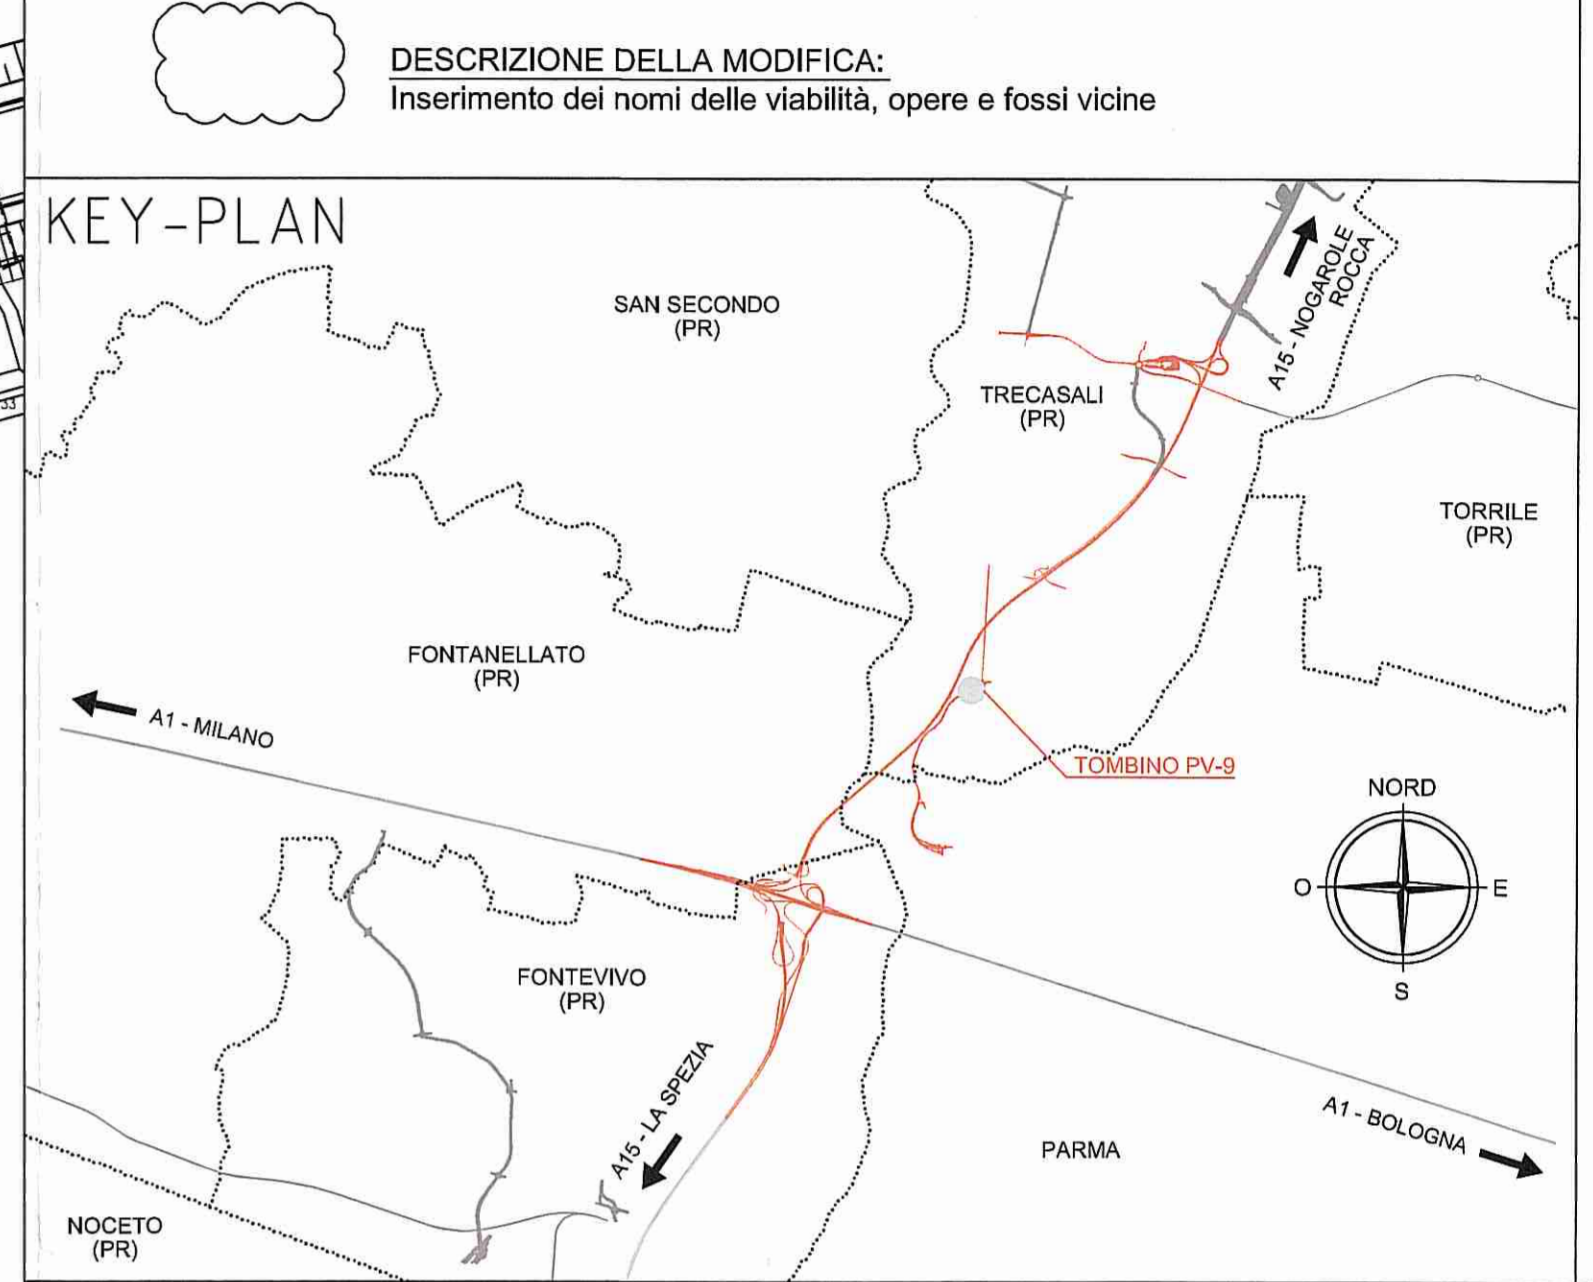 DESCRIZIONE DELLA MODIFICA:
Inserimento dei nomi delle viabilità, opere e fossi vicine
KEY-PLAN
SAN SECONDO
(PR)
A15 - NOGAROLE
ROCCA
TRECASALI
(PR)
33
TORRILE
(PR)
FONTANELLATO
(PR)
A1 - MILANO
TOMBINO PV-9
NORD
O
E
S
FONTEVIVO
(PR)
A15 - LA SPEZIA
A1 - BOLOGNA
PARMA
NOCETO
(PR)